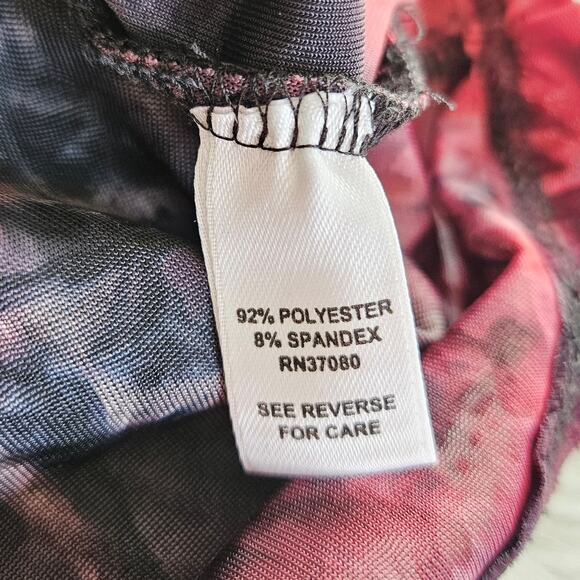 92% POLYESTER
8% SPANDEX
RN37080
SEE REVERSE
FOR CARE